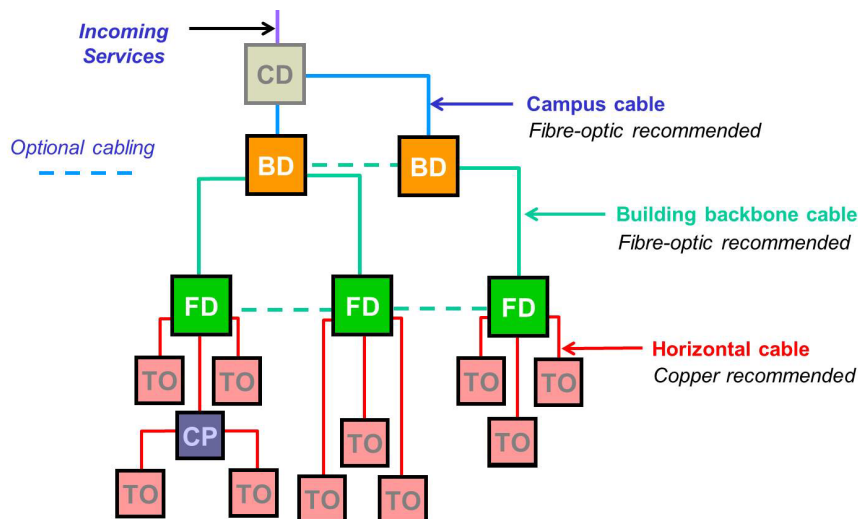 Incoming
Services
CD
Campus cable
Fibre-optic recommended
Optional cabling
BD
BD
Building backbone cable
Fibre-optic recommended
FD
FD
FD
Horizontal cable
Copper recommended
TO
TO
TO
TO
CP
TO
TO
TO
TO
TO
TO